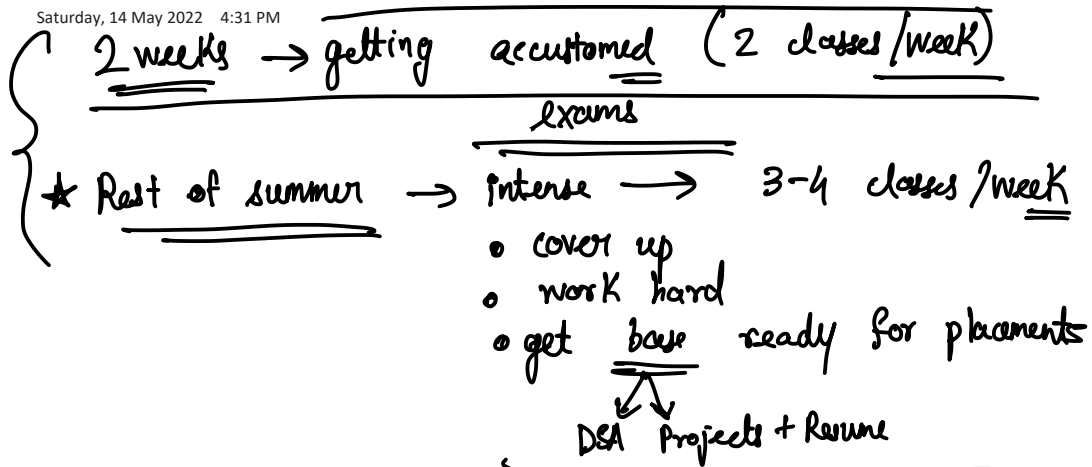 Saturday, 14 May 2022 4:31 PM
2 weeks → getting accustomed (2 classes/week)
exams
★ Rest of summer → intense → 3-4 classes/week
• cover up
• work hard
• get base ready for placements
DSA Projects + Resume